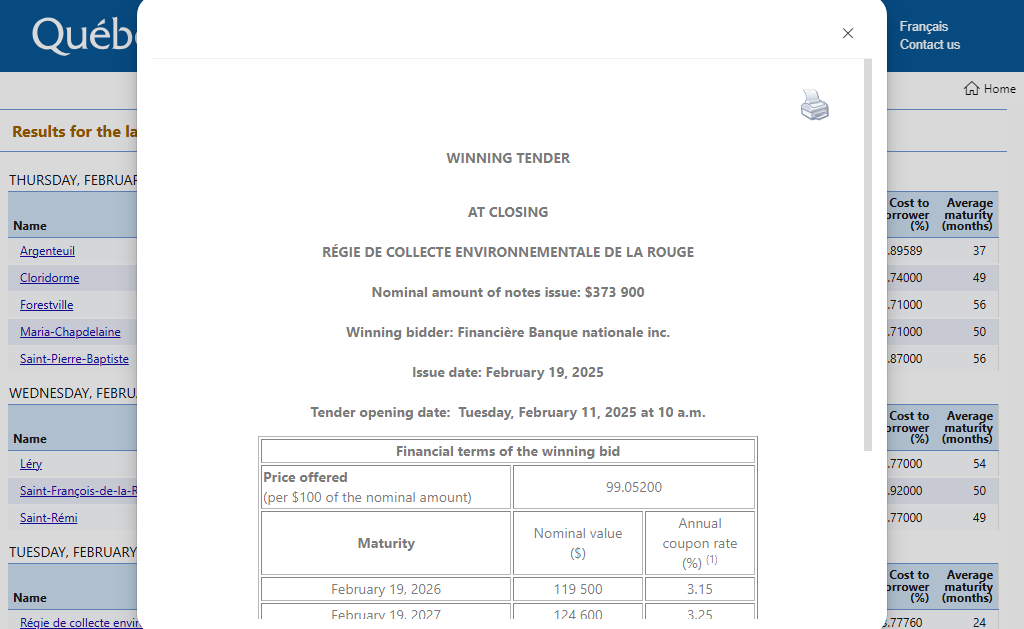 Québ
Français
Contact us
Home
Results for the la
WINNING TENDER
AT CLOSING
RÉGIE DE COLLECTE ENVIRONNEMENTALE DE LA ROUGE
Nominal amount of notes issue: $373 900
Winning bidder: Financière Banque nationale inc.
Issue date: February 19, 2025
Tender opening date: Tuesday, February 11, 2025 at 10 a.m.
Financial terms of the winning bid
Price offered
(per $100 of the nominal amount)
99.05200
Maturity
Nominal value
($)
Annual
coupon rate
(%) (1)
February 19, 2026 119 500 3.15
February 19, 2027 124 600 3.25
THURSDAY, FEBRUAR
Name
Cost to
orrower
(%)
Average
maturity
(months)
Argenteuil .89589 37
Cloridorme .74000 49
Forestville .71000 56
Maria-Chapdelaine .71000 50
Saint-Pierre-Baptiste .87000 56
WEDNESDAY, FEBRU
Name
Cost to
orrower
(%)
Average
maturity
(months)
Léry .77000 54
Saint-François-de-la-R .92000 50
Saint-Rémi .77000 49
TUESDAY, FEBRUARY
Name
Cost to
orrower
(%)
Average
maturity
(months)
Régie de collecte envir .77760 24